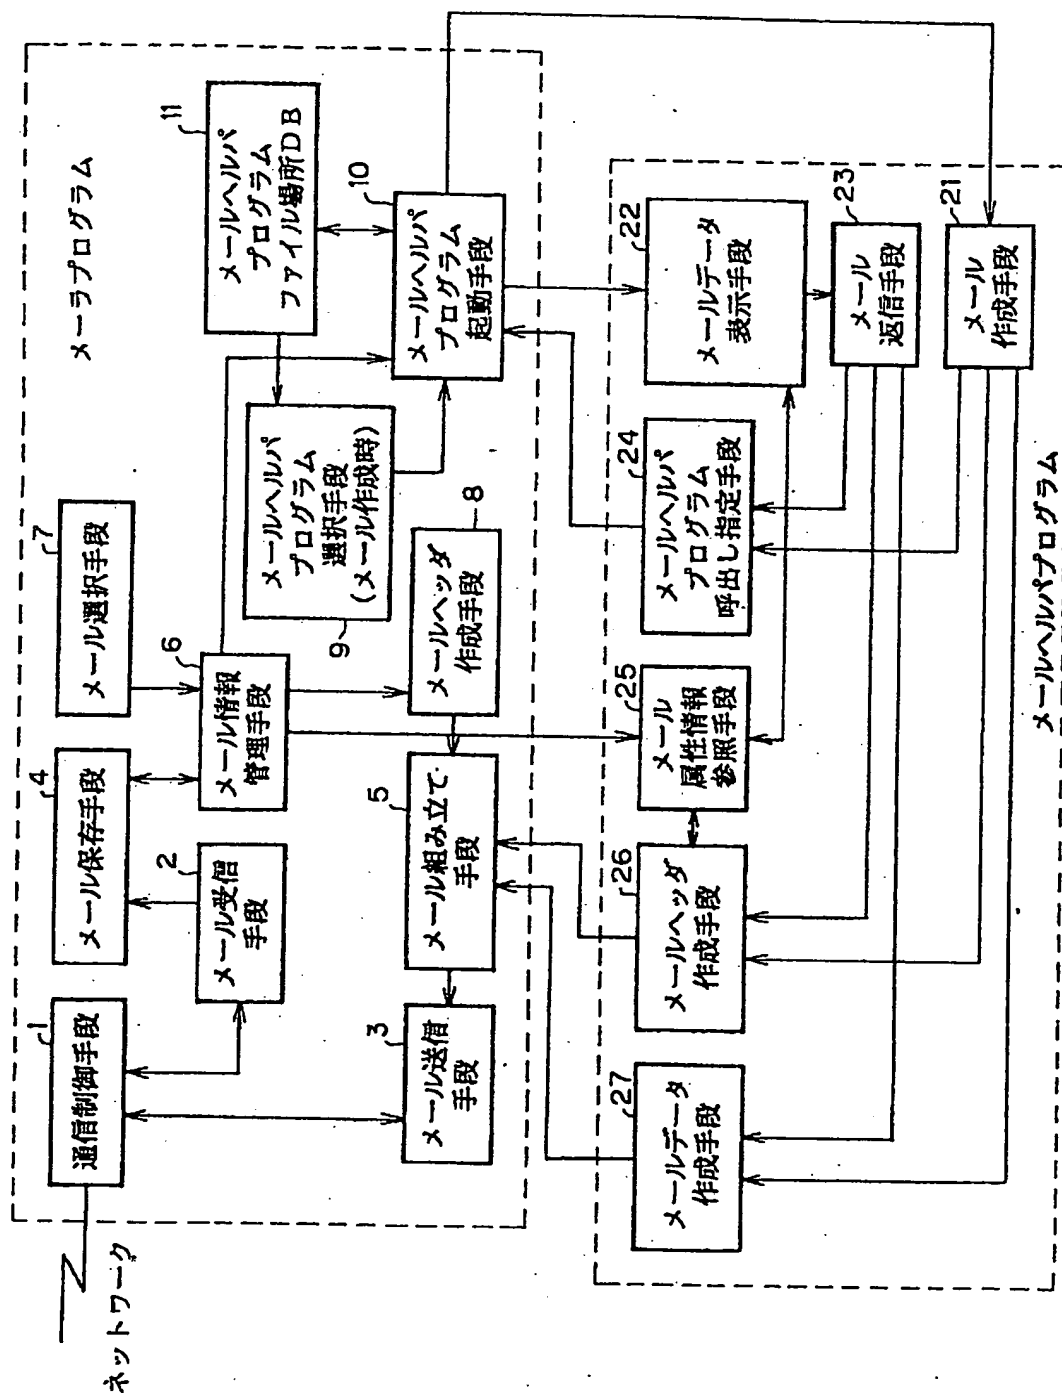 メーラプログラム
ネットワーク
1
通信制御手段
4
メール保存手段
7
メール選択手段
2
メール受信
手段
6
メール情報
管理手段
11
メールヘルパ
プログラム
ファイル場所DB
9
メールヘルパ
プログラム
選択手段
(メール作成時)
3
メール送信
手段
5
メール組み立て
手段
8
メールヘッダ
作成手段
10
メールヘルパ
プログラム
起動手段
27
メールデータ
作成手段
26
メールヘッダ
作成手段
25
メール
属性情報
参照手段
24
メールヘルパ
プログラム
呼出し指定手段
22
メールデータ
表示手段
23
メール
返信手段
21
メール
作成手段
メールヘルパプログラム